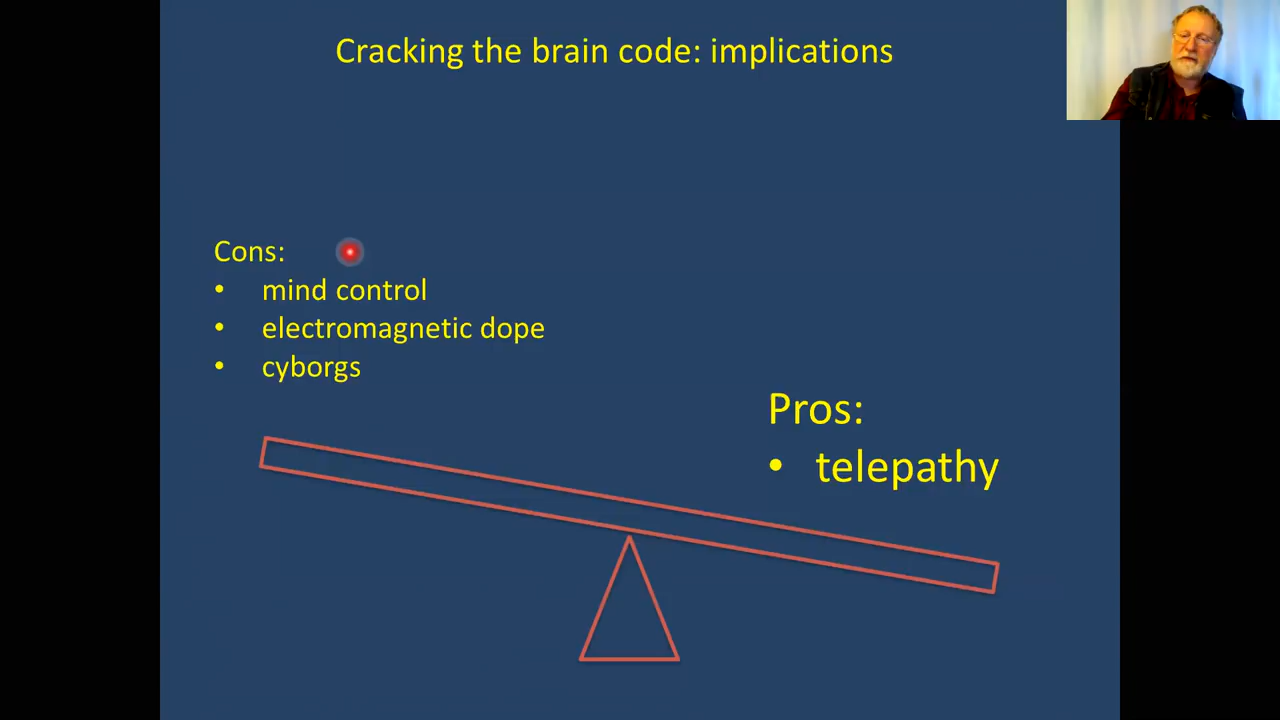 Cracking the brain code: implications
Cons:
• mind control
• electromagnetic dope
• cyborgs
Pros:
• telepathy